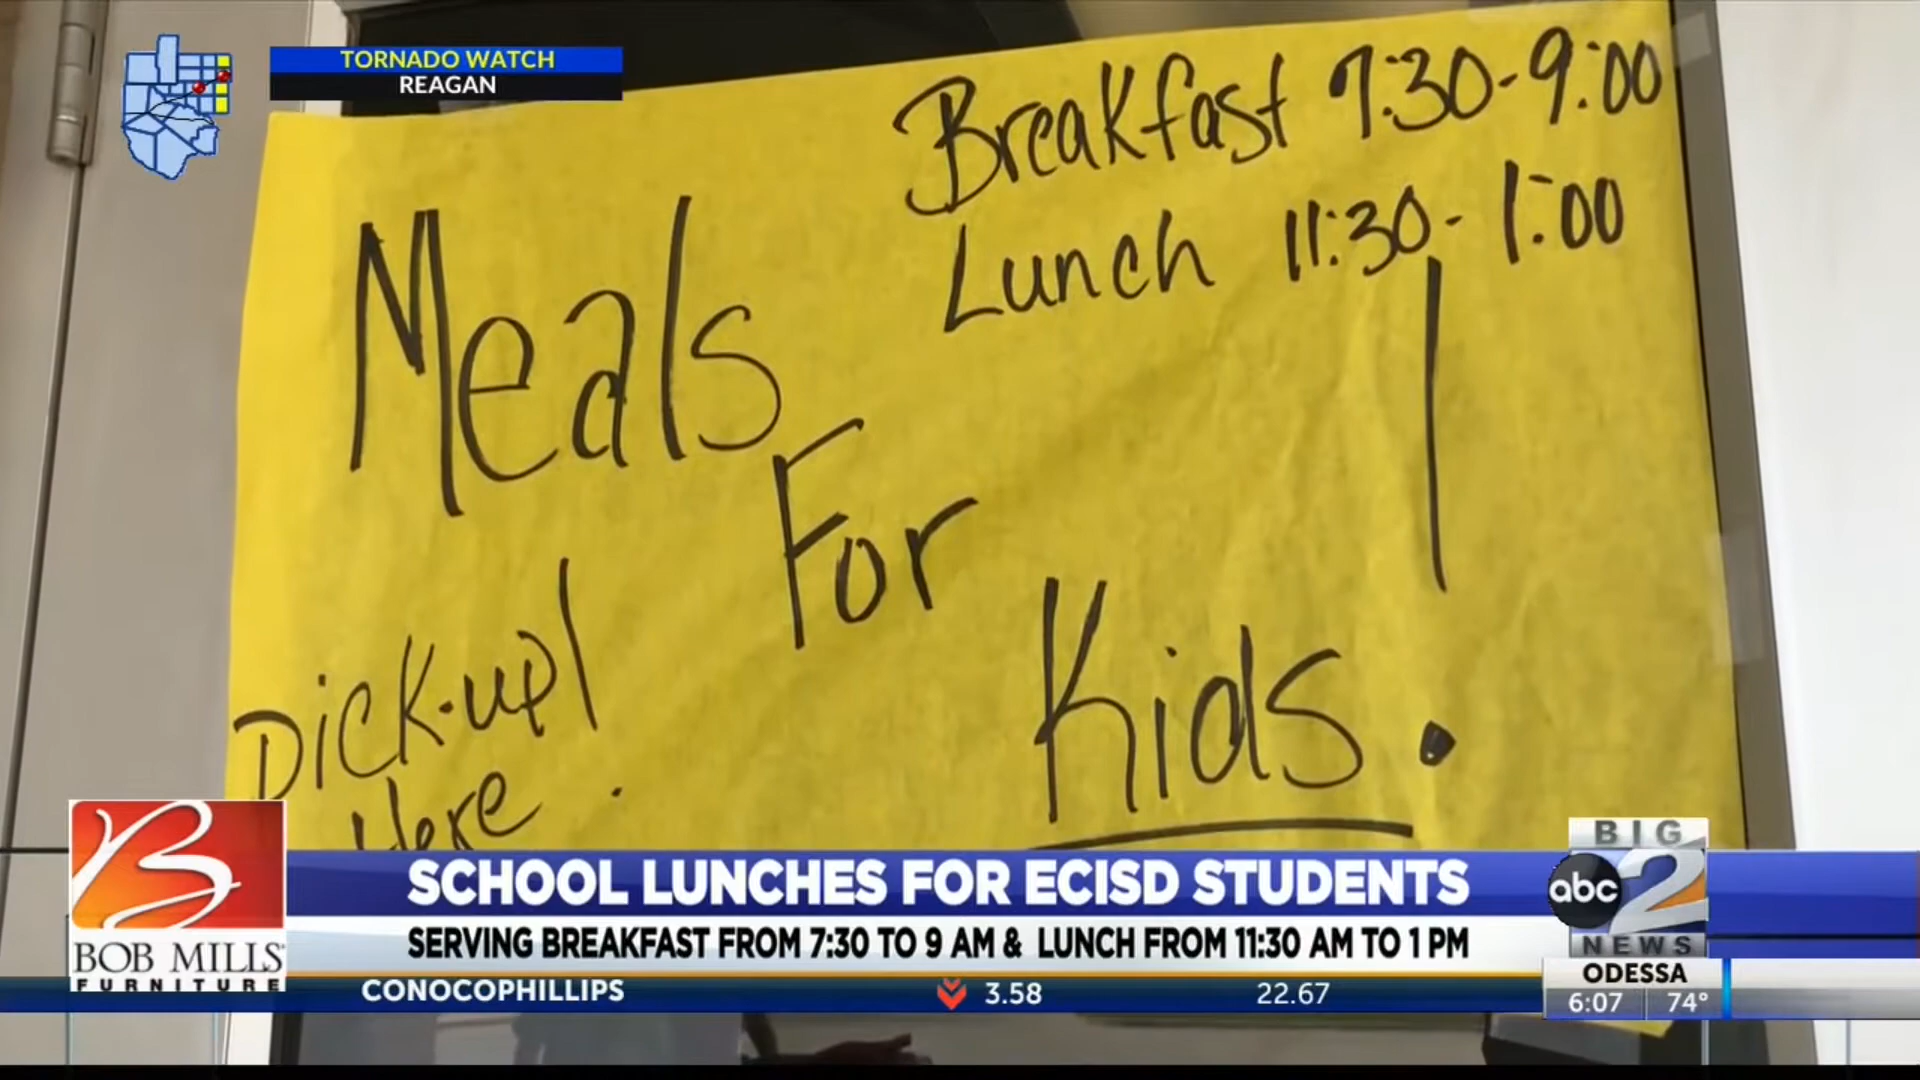 TORNADO WATCH
REAGAN
Breakfast 7:30-9:00
Lunch 11:30-1:00
Meals
For
Kids!
Pick-up!
Here.
SCHOOL LUNCHES FOR ECISD STUDENTS
SERVING BREAKFAST FROM 7:30 TO 9 AM & LUNCH FROM 11:30 AM TO 1 PM
B
BOB MILLS
FURNITURE
BIG
abc 2
NEWS
CONOCOPHILLIPS 3.58 22.67
ODESSA
6:07 74°